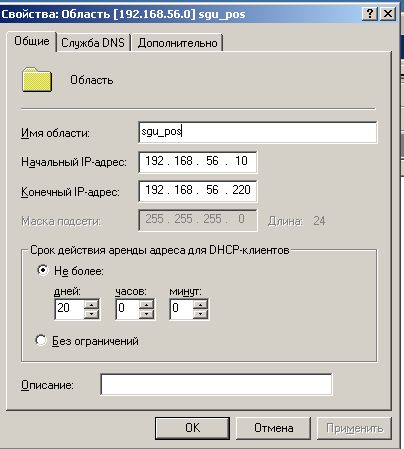 Свойства: Область [192.168.56.0] sgu_pos
Общие Служба DNS Дополнительно
Область
Имя области: sgu_pos
Начальный IP-адрес: 192 . 168 . 56 . 10
Конечный IP-адрес: 192 . 168 . 56 . 220
Маска подсети: 255 . 255 . 255 . 0 Длина: 24
Срок действия аренды адреса для DHCP-клиентов
Не более:
дней: часов: минут:
20 0 0
Без ограничений
Описание:
OK Отмена Применить